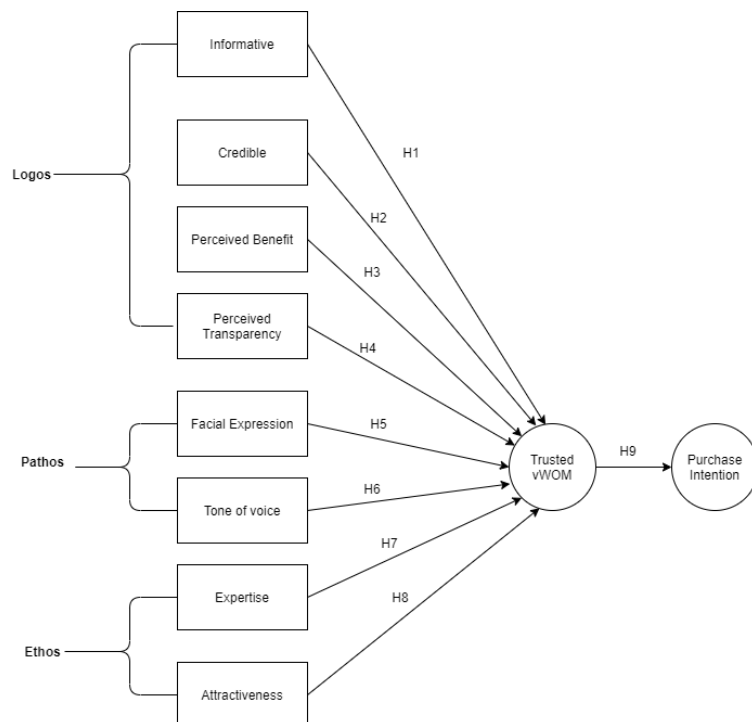 Informative
H1
Credible
Logos
H2
Perceived Benefit
H3
Perceived
Transparency
H4
Facial Expression
H5
Pathos
Trusted
vWOM
H9
Purchase
Intention
H6
Tone of voice
H7
Expertise
H8
Ethos
Attractiveness